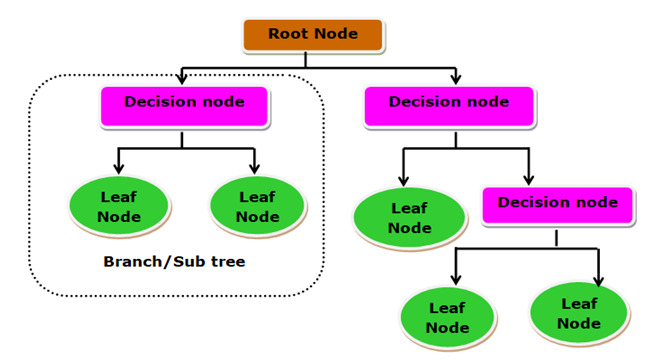 Root Node
Decision node
Decision node
Leaf
Node
Leaf
Node
Leaf
Node
Decision node
Branch/Sub tree
Leaf
Node
Leaf
Node